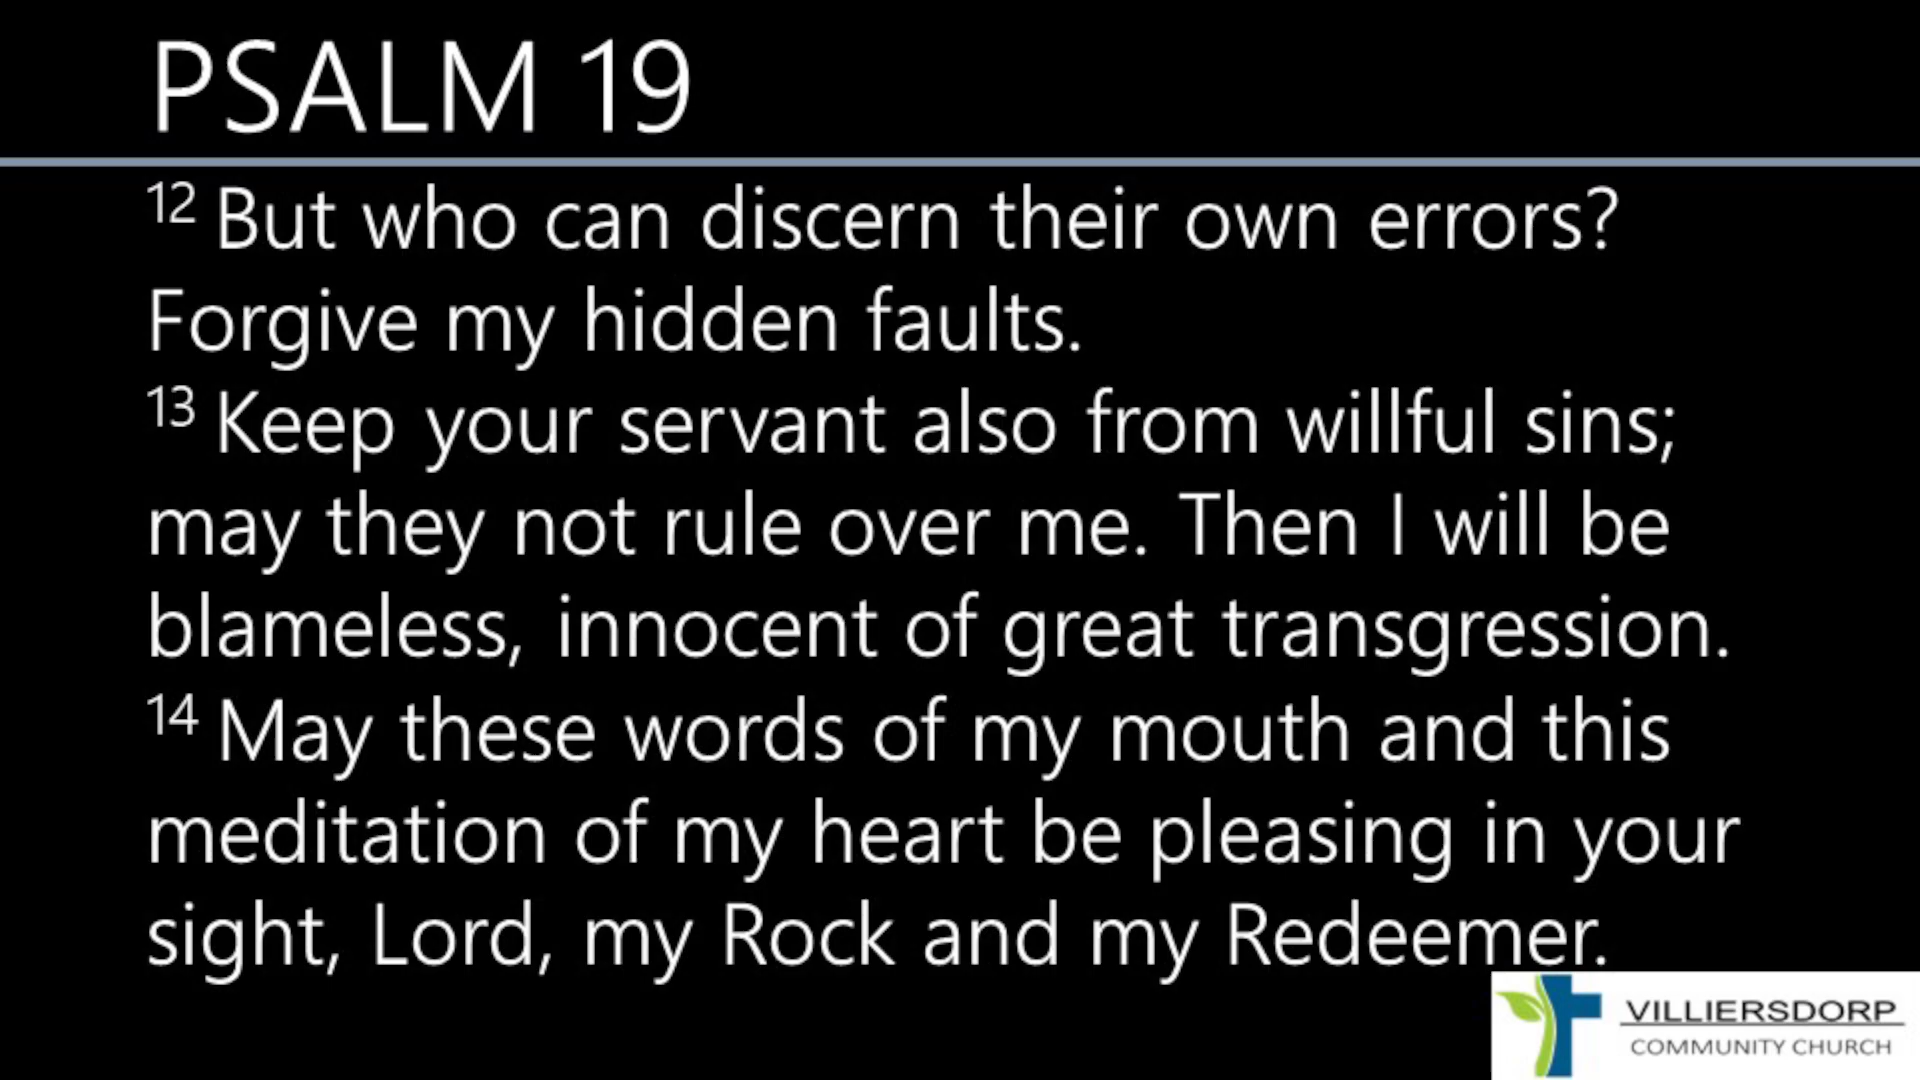 PSALM 19
12 But who can discern their own errors?
Forgive my hidden faults.
13 Keep your servant also from willful sins;
may they not rule over me. Then I will be
blameless, innocent of great transgression.
14 May these words of my mouth and this
meditation of my heart be pleasing in your
sight, Lord, my Rock and my Redeemer.
VILLIERSDORP
COMMUNITY CHURCH